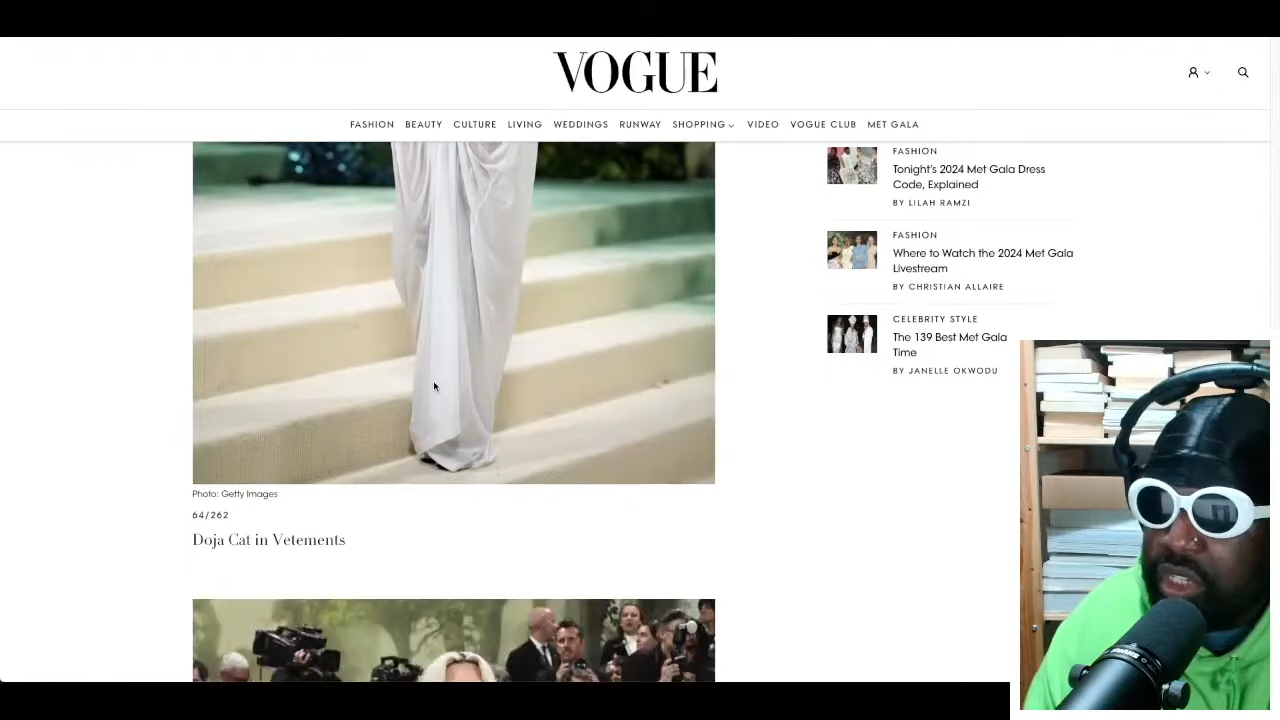 VOGUE
FASHION BEAUTY CULTURE LIVING WEDDINGS RUNWAY SHOPPING VIDEO VOGUE CLUB MET GALA
Photo: Getty Images
64/262
Doja Cat in Vetements
FASHION
Tonight's 2024 Met Gala Dress
Code, Explained
BY LILAH RAMZI
FASHION
Where to Watch the 2024 Met Gala
Livestream
BY CHRISTIAN ALLAIRE
CELEBRITY STYLE
The 139 Best Met Gala
Time
BY JANELLE OKWODU